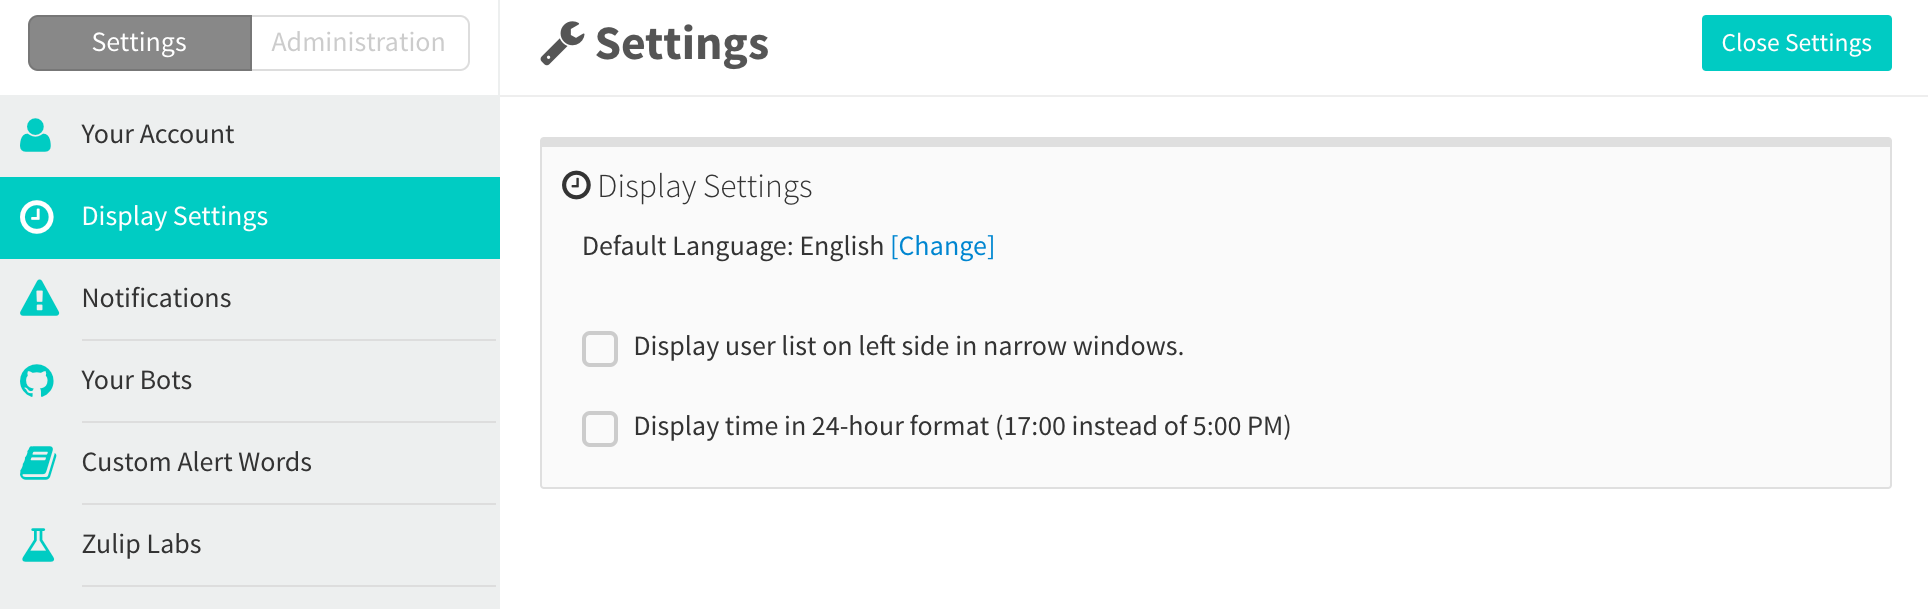 Settings
Administration
Settings
Close Settings
Your Account
Display Settings
Notifications
Your Bots
Custom Alert Words
Zulip Labs
Display Settings
Default Language: English [Change]
Display user list on left side in narrow windows.
Display time in 24-hour format (17:00 instead of 5:00 PM)